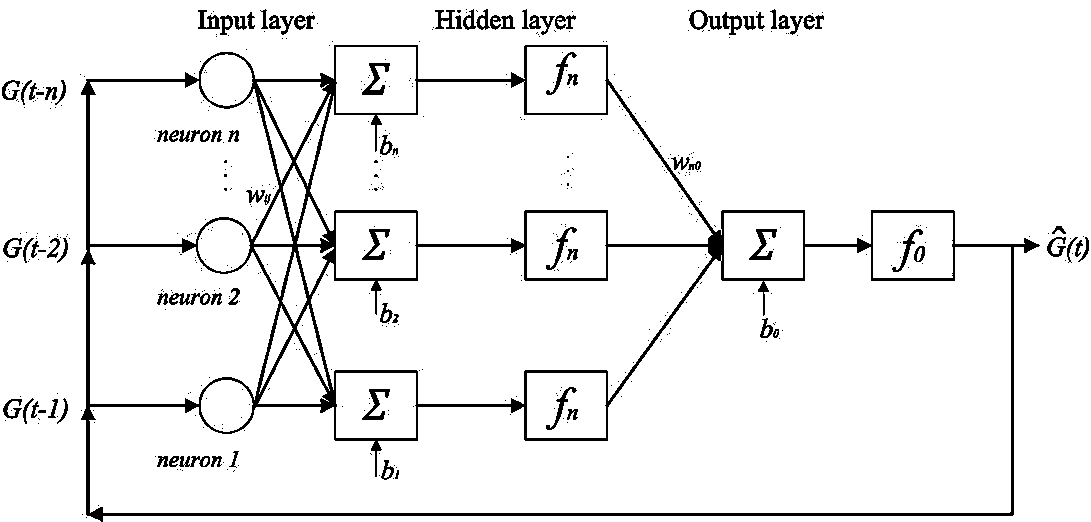 Input layer Hidden layer Output layer
G(t-n) Σ fn
neuron n bn
wij wn0
G(t-2) Σ fn Σ f0 Ĝ(t)
neuron 2 b2 b0
G(t-1) Σ fn
neuron 1 b1